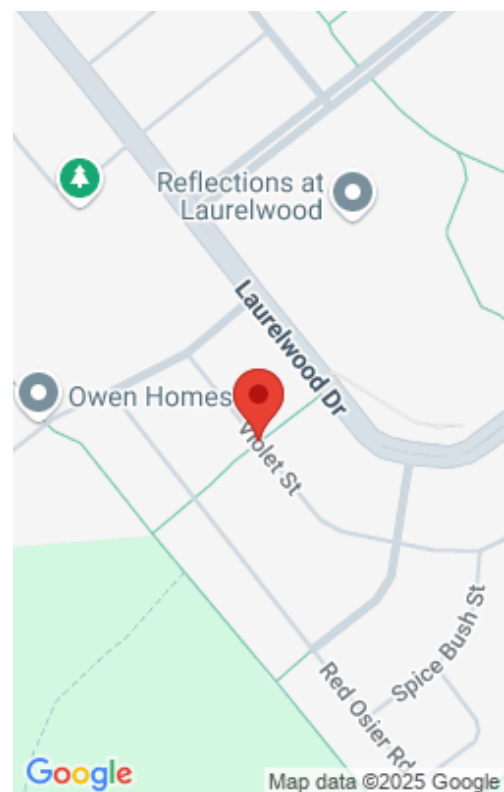 Reflections at
Laurelwood
Laurelwood Dr
Owen Homes
Violet St
Spice Bush St
Red Osier Rd
Google
Map data ©2025 Google